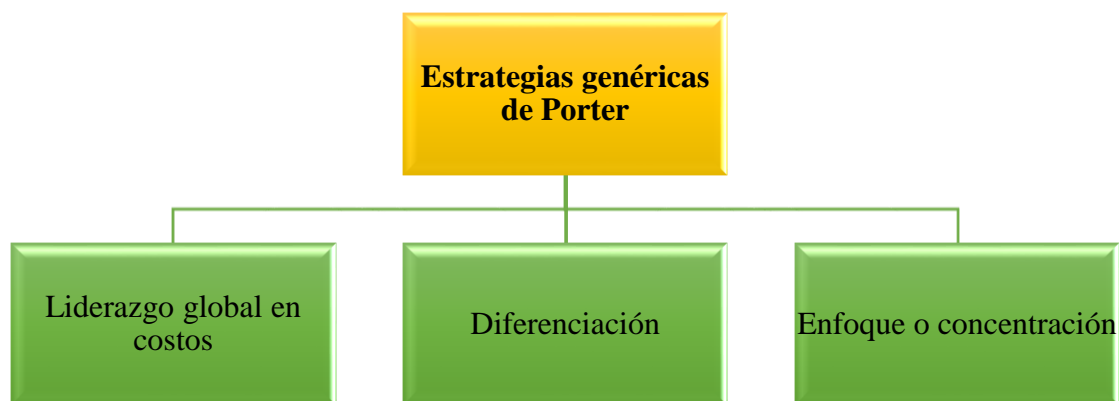 Estrategias genéricas
de Porter
Liderazgo global en
costos
Diferenciación
Enfoque o concentración